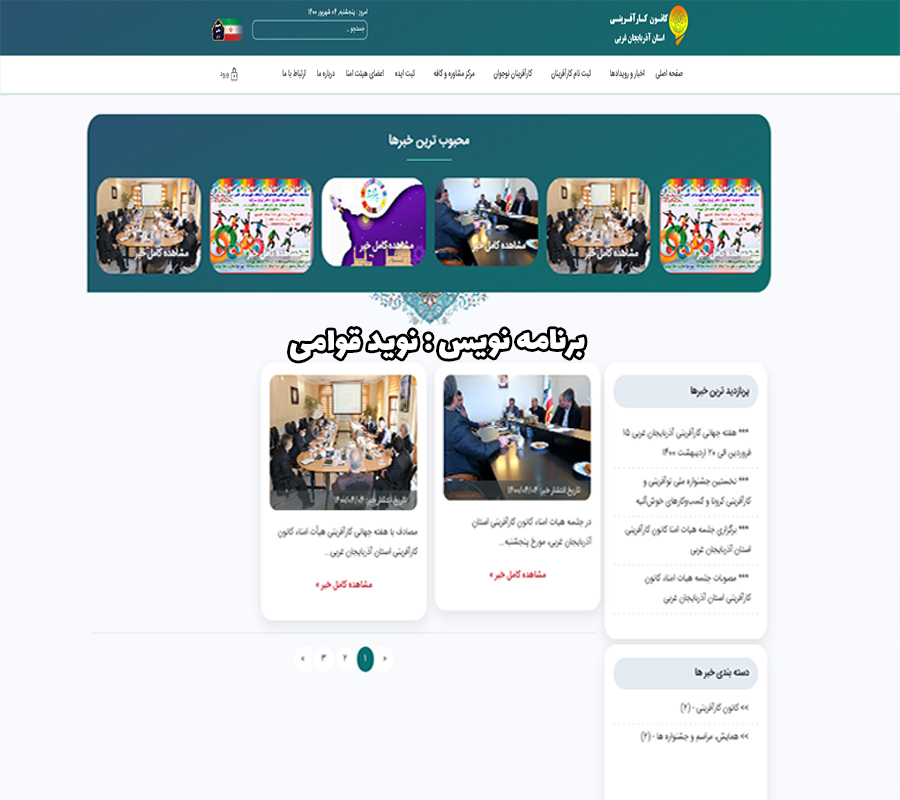 کانون کارآفرینی
استان آذربایجان غربی
امروز : پنجشنبه, ۰۴ شهریور ۱۴۰۰
جستجو ..
صفحه اصلی
اخبار و رویدادها
ثبت نام کارآفرینان
کارآفرینان نوجوان
مرکز مشاوره و کافه
ثبت ایده
اعضای هیئت امنا
درباره ما
ارتباط با ما
ورود
محبوب ترین خبرها
مشاهده کامل خبر
مشاهده کامل خبر
مشاهده کامل خبر
مشاهده کامل خبر
مشاهده کامل خبر
مشاهده کامل خبر
برنامه نویس : نوید قوامی
پربازدید ترین خبرها
*** هفته جهانی کارآفرینی آذربایجان غربی ۱۵
فروردین الی ۲۰ اردیبهشت ۱۴۰۰
*** نخستین جشنواره ملی نوآفرینی و
کارآفرینی کرونا و کسب‌وکارهای خوش‌آتیه
*** برگزاری جلسه هیات امنا کانون کارآفرینی
استان آذربایجان غربی
*** مصوبات جلسه هیات امناء کانون
کارآفرینی استان آذربایجان غربی
دسته بندی خبر ها
>> کانون کارآفرینی - (۲)
>> همایش، مراسم و جشنواره ها - (۲)
تاریخ انتشار خبر: ۱۴۰۰/۰۴/۰۴
در جلسه هیات امناء کانون کارآفرینی استان
آذربایجان غربی، مورخ پنجشنبه...
مشاهده کامل خبر »
تاریخ انتشار خبر: ۱۴۰۰/۰۴/۰۴
مصادف با هفته جهانی کارآفرینی هیأت امناء کانون
کارآفرینی استان آذربایجان غربی...
مشاهده کامل خبر »
« ۱ ۲ ۳ »